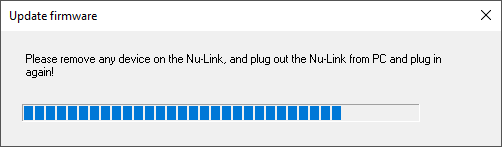 Update firmware
Please remove any device on the Nu-Link, and plug out the Nu-Link from PC and plug in
again!